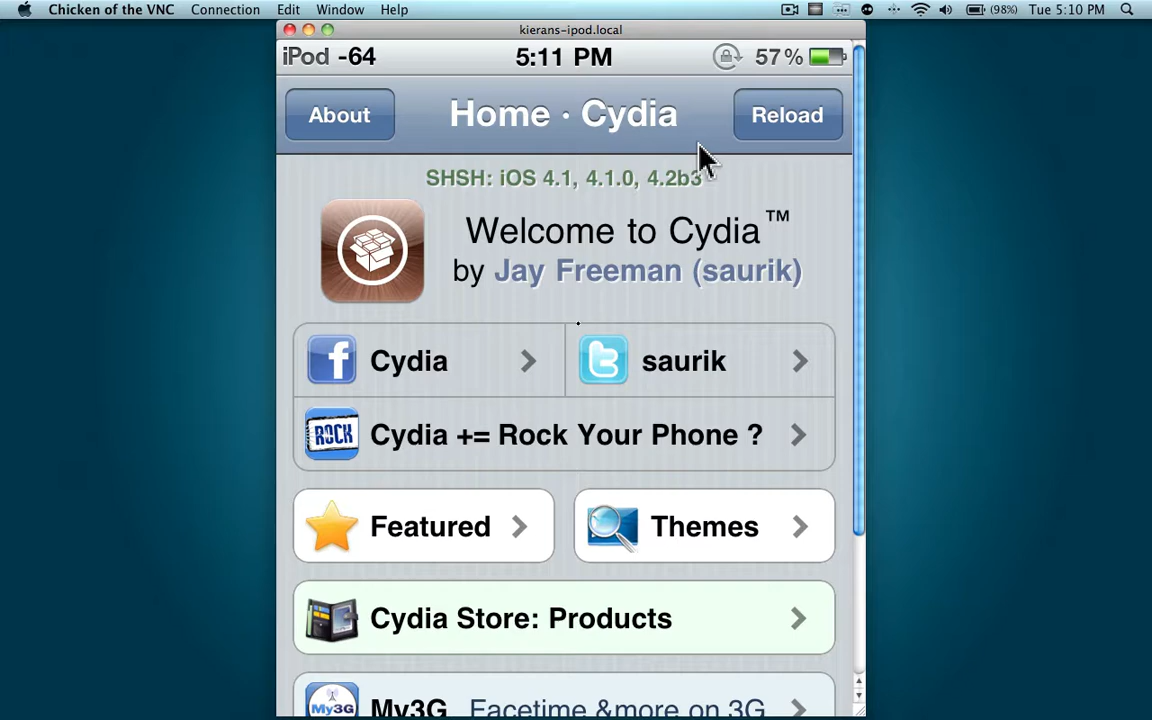 Chicken of the VNC Connection Edit Window Help (98%) Tue 5:10 PM
kierans-ipod.local
iPod -64 5:11 PM 57%
About Home · Cydia Reload
SHSH: iOS 4.1, 4.1.0, 4.2b3
Welcome to Cydia™
by Jay Freeman (saurik)
f Cydia t saurik
ROCK Cydia += Rock Your Phone ?
Featured Themes
Cydia Store: Products
My3G My3G Facetime &more on 3G